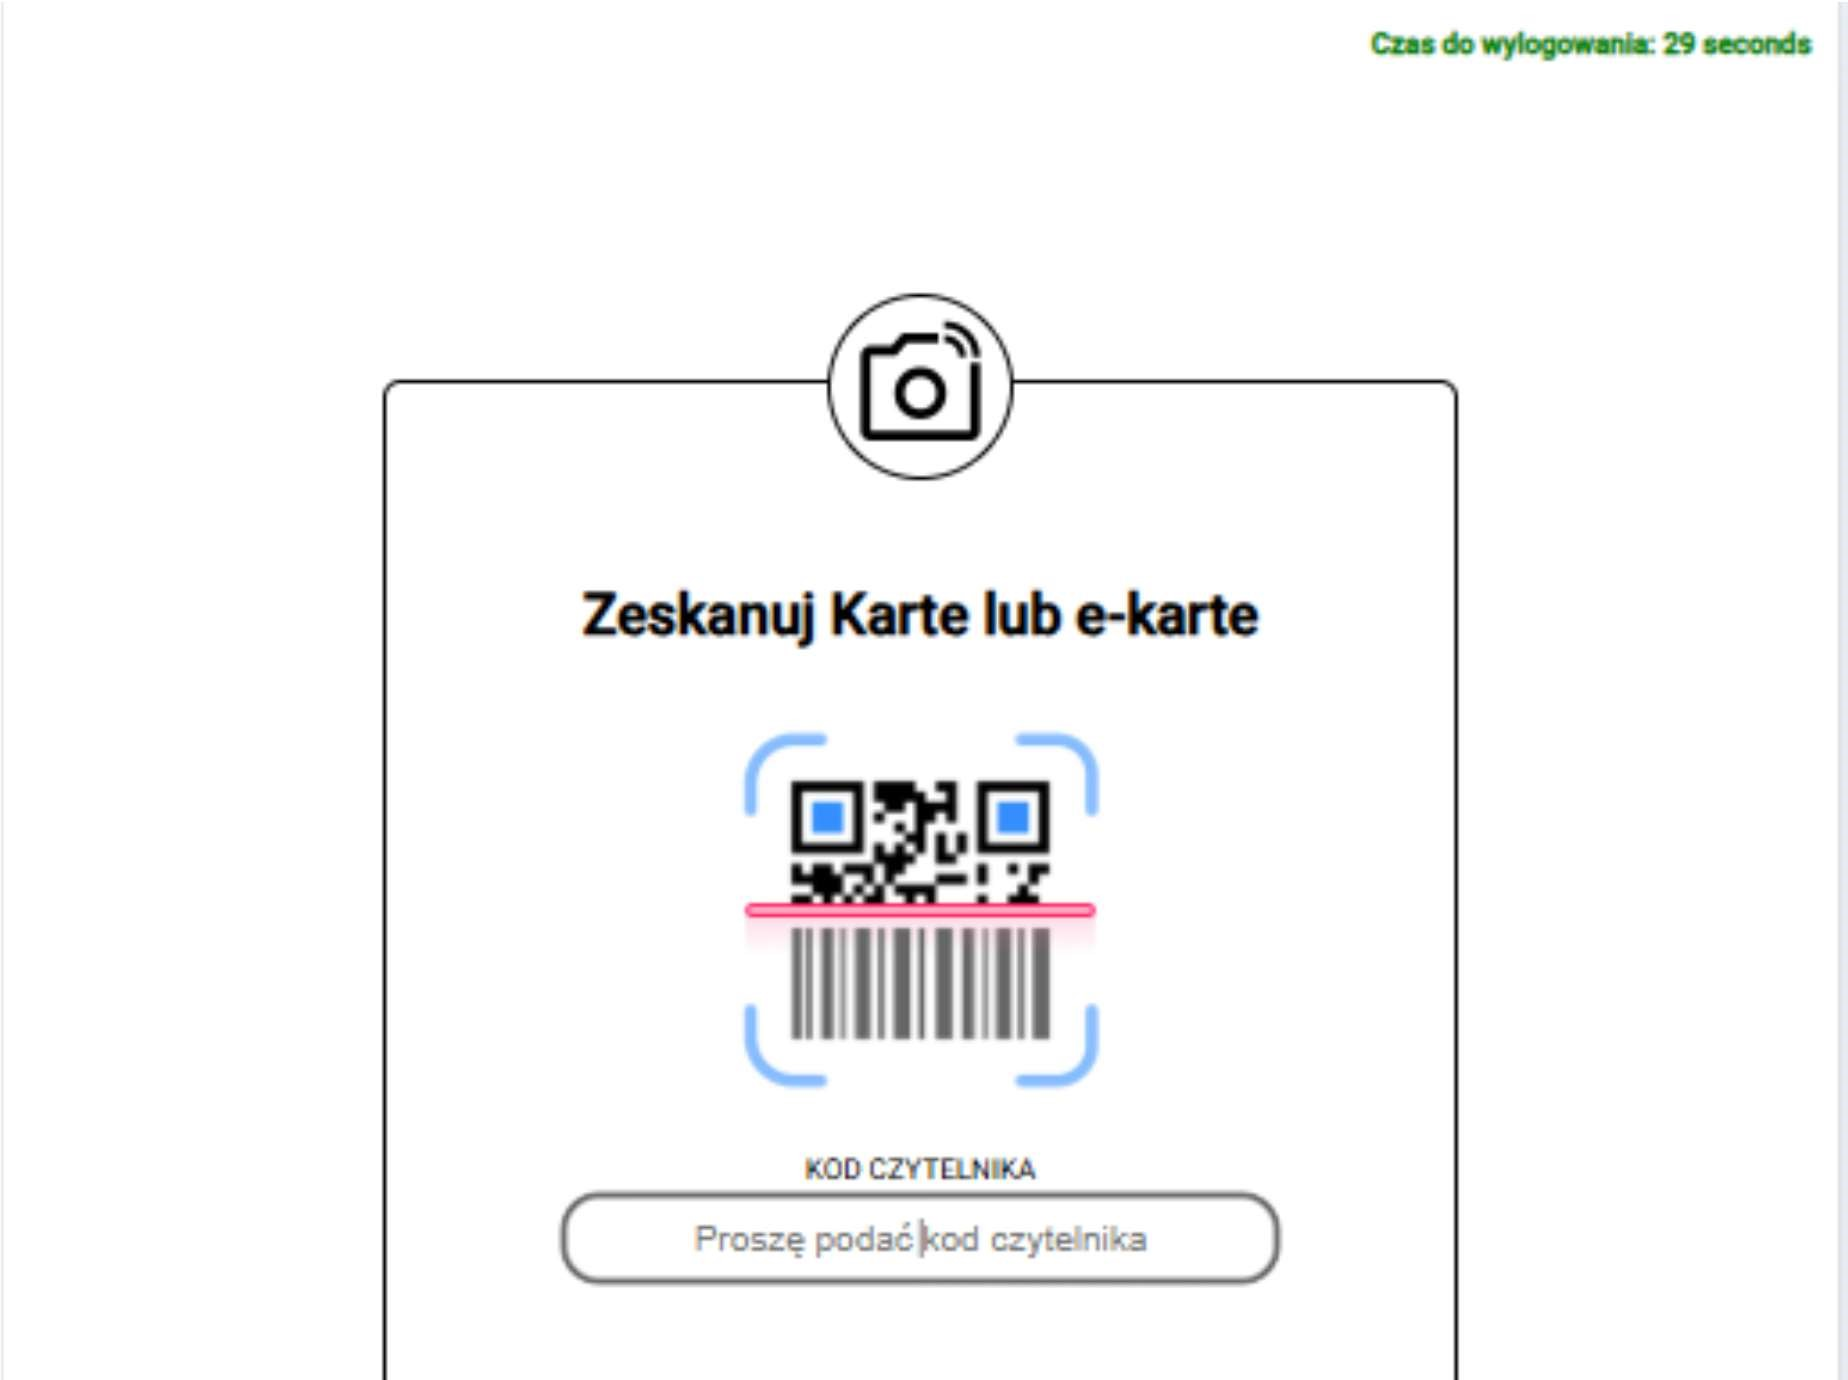 Czas do wylogowania: 29 seconds
Zeskanuj Karte lub e-karte
KOD CZYTELNIKA
Proszę podać kod czytelnika